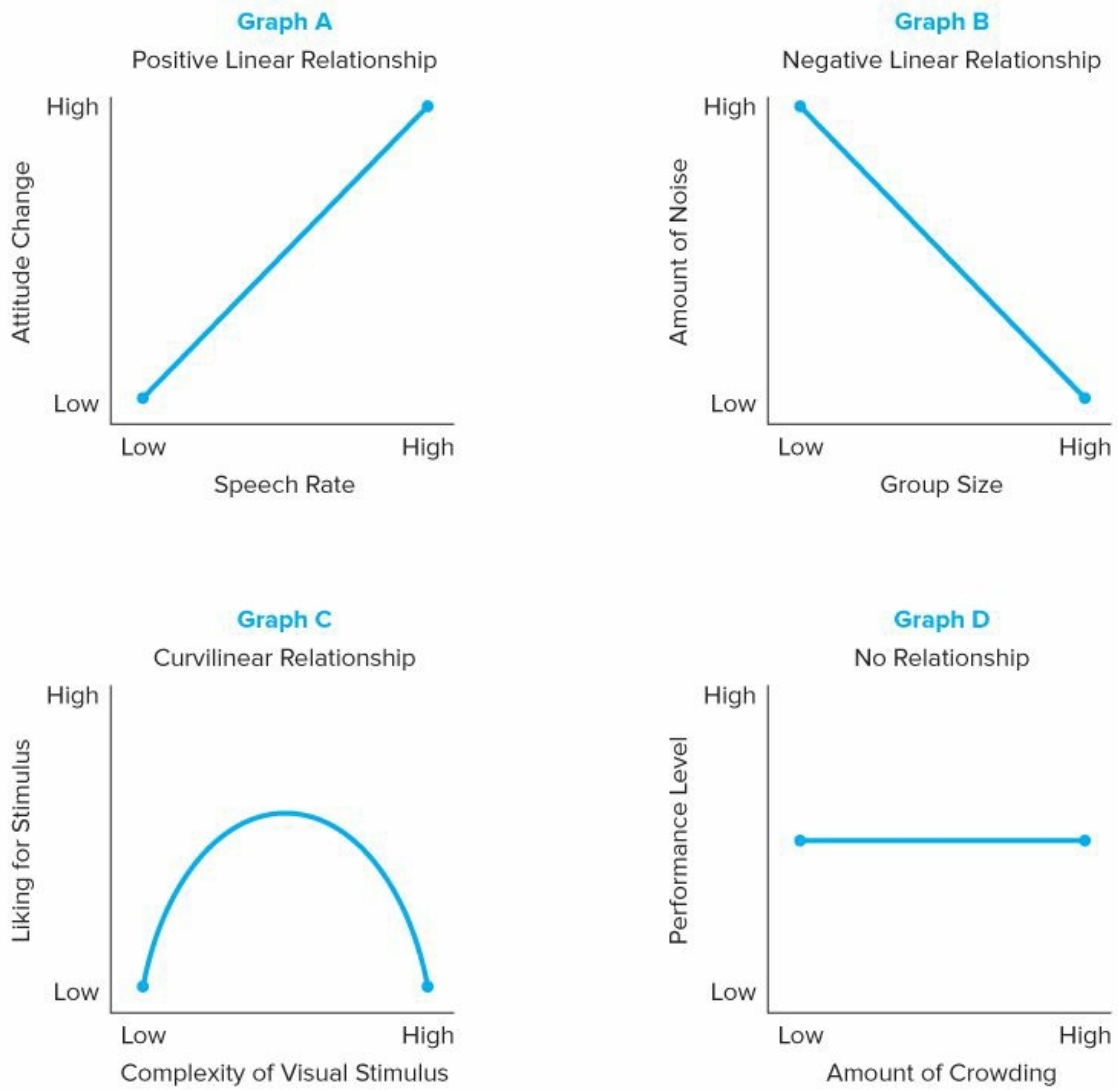 Graph A
Positive Linear Relationship
High
Attitude Change
Low
Low
High
Speech Rate
Graph B
Negative Linear Relationship
High
Amount of Noise
Low
Low
High
Group Size
Graph C
Curvilinear Relationship
High
Liking for Stimulus
Low
Low
High
Complexity of Visual Stimulus
Graph D
No Relationship
High
Performance Level
Low
Low
High
Amount of Crowding